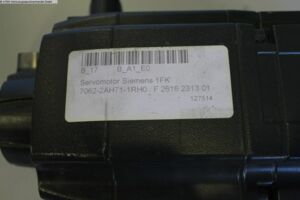 B_17 B_A1_E0
Servomotor Siemens 1FK
7062-2AH71-1RH0 F 2616 2313 01
127514